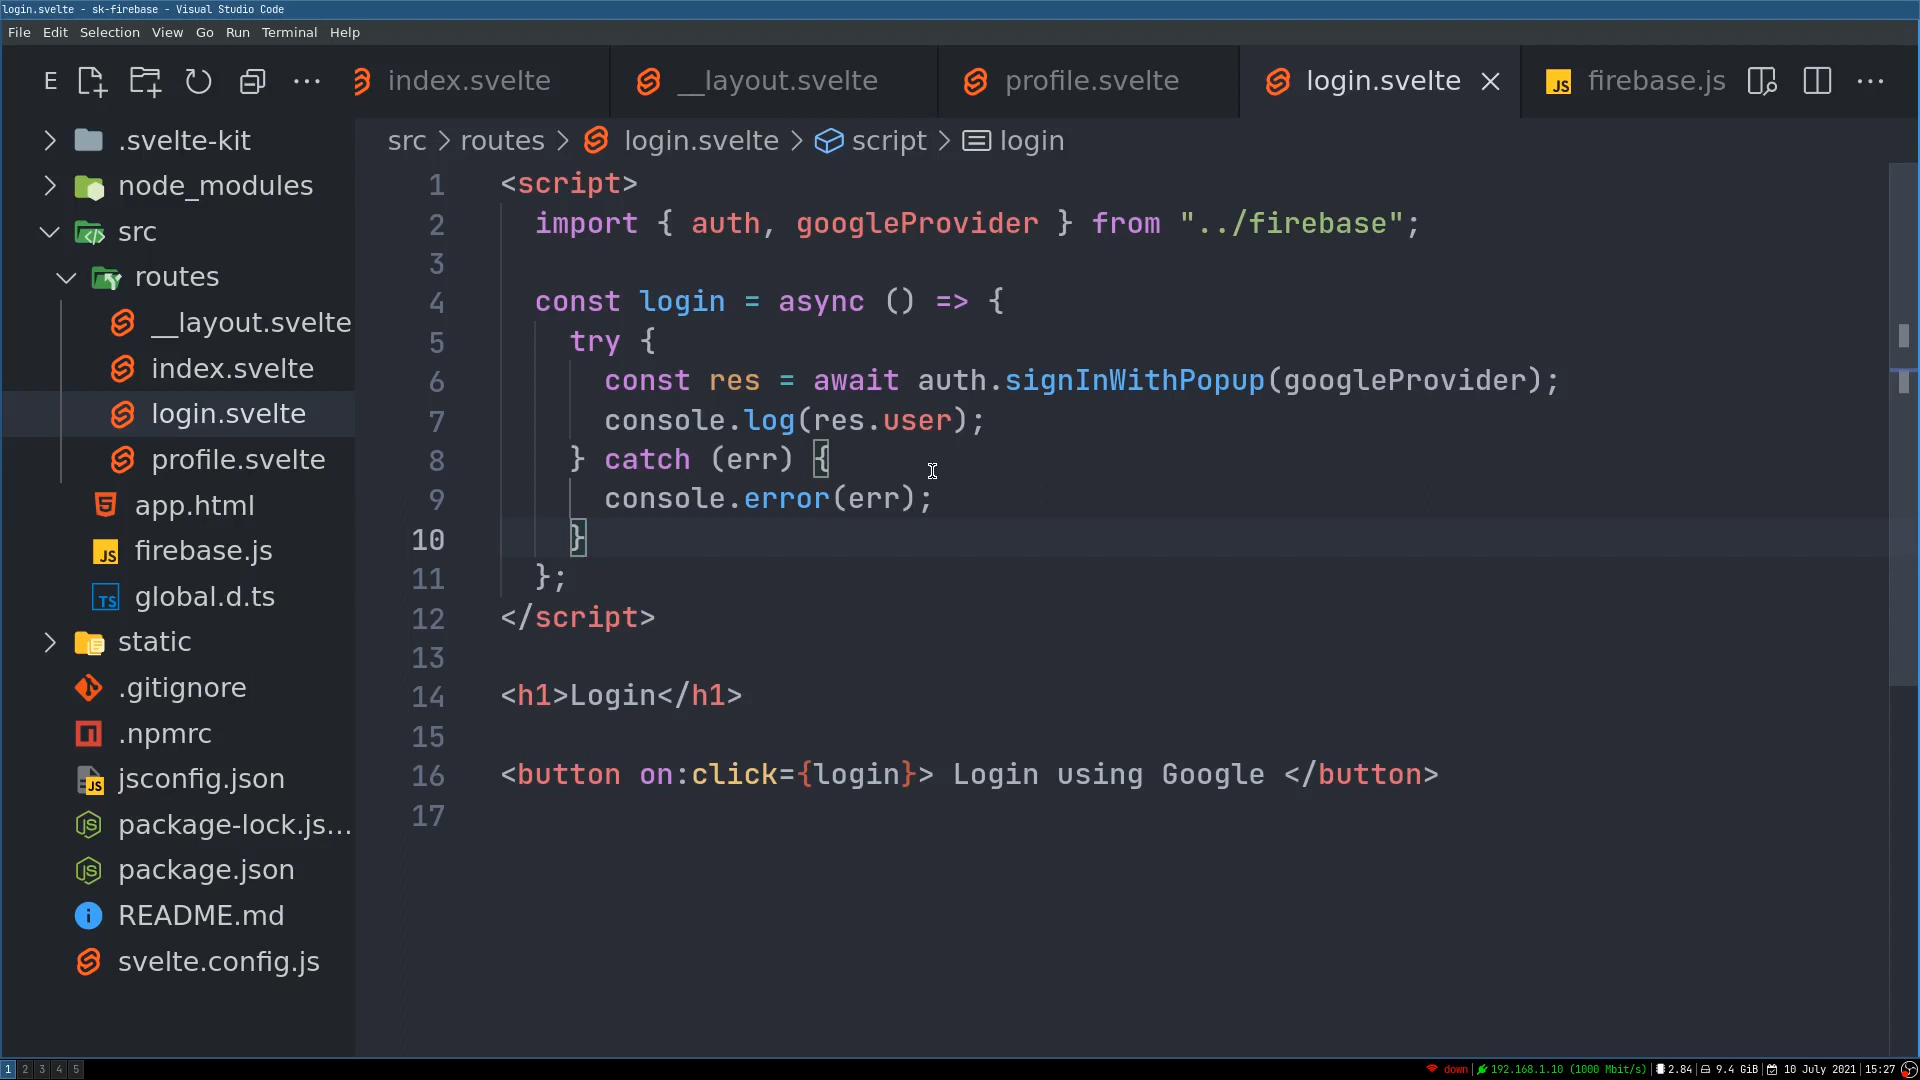 login.svelte - sk-firebase - Visual Studio Code
File Edit Selection View Go Run Terminal Help
E index.svelte __layout.svelte profile.svelte login.svelte JS firebase.js
src > routes > login.svelte > script > login
.svelte-kit
node_modules
src
routes
__layout.svelte
index.svelte
login.svelte
profile.svelte
app.html
JS firebase.js
TS global.d.ts
static
.gitignore
.npmrc
JS jsconfig.json
JS package-lock.js...
JS package.json
README.md
svelte.config.js
1 <script>
2 import { auth, googleProvider } from "../firebase";
3
4 const login = async () => {
5 try {
6 const res = await auth.signInWithPopup(googleProvider);
7 console.log(res.user);
8 } catch (err) {
9 console.error(err);
10 }
11 };
12 </script>
13
14 <h1>Login</h1>
15
16 <button on:click={login}> Login using Google </button>
17
1 2 3 4 5 down 192.168.1.10 (1000 Mbit/s) 2.84 9.4 GiB 10 July 2021 15:27